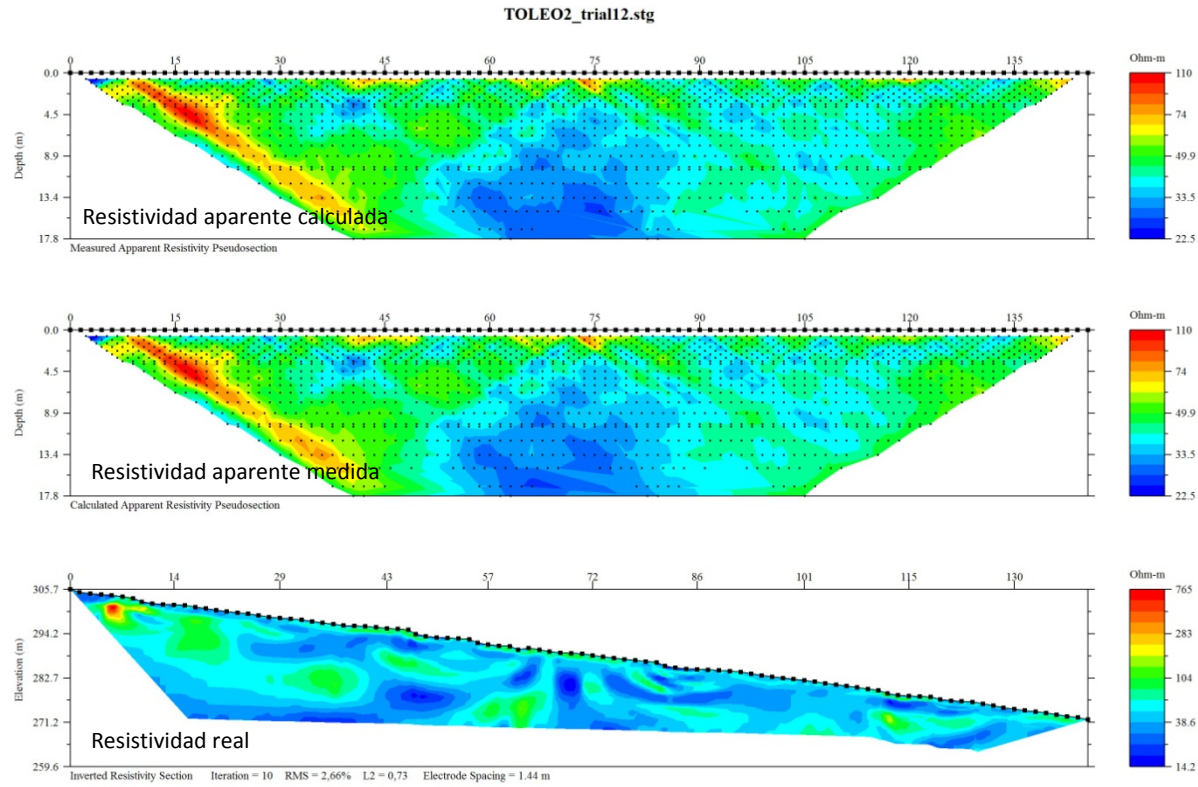 TOLEO2_trial12.stg
0 15 30 45 60 75 90 105 120 135
Ohm-m
0.0
4.5
8.9
13.4
17.8
Depth (m)
110
74
49.9
33.5
22.5
Resistividad aparente calculada
Measured Apparent Resistivity Pseudosection
0 15 30 45 60 75 90 105 120 135
Ohm-m
0.0
4.5
8.9
13.4
17.8
Depth (m)
110
74
49.9
33.5
22.5
Resistividad aparente medida
Calculated Apparent Resistivity Pseudosection
0 14 29 43 57 72 86 101 115 130
Ohm-m
305.7
294.2
282.7
271.2
259.6
Elevation (m)
765
283
104
38.6
14.2
Resistividad real
Inverted Resistivity Section Iteration = 10 RMS = 2,66% L2 = 0,73 Electrode Spacing = 1.44 m